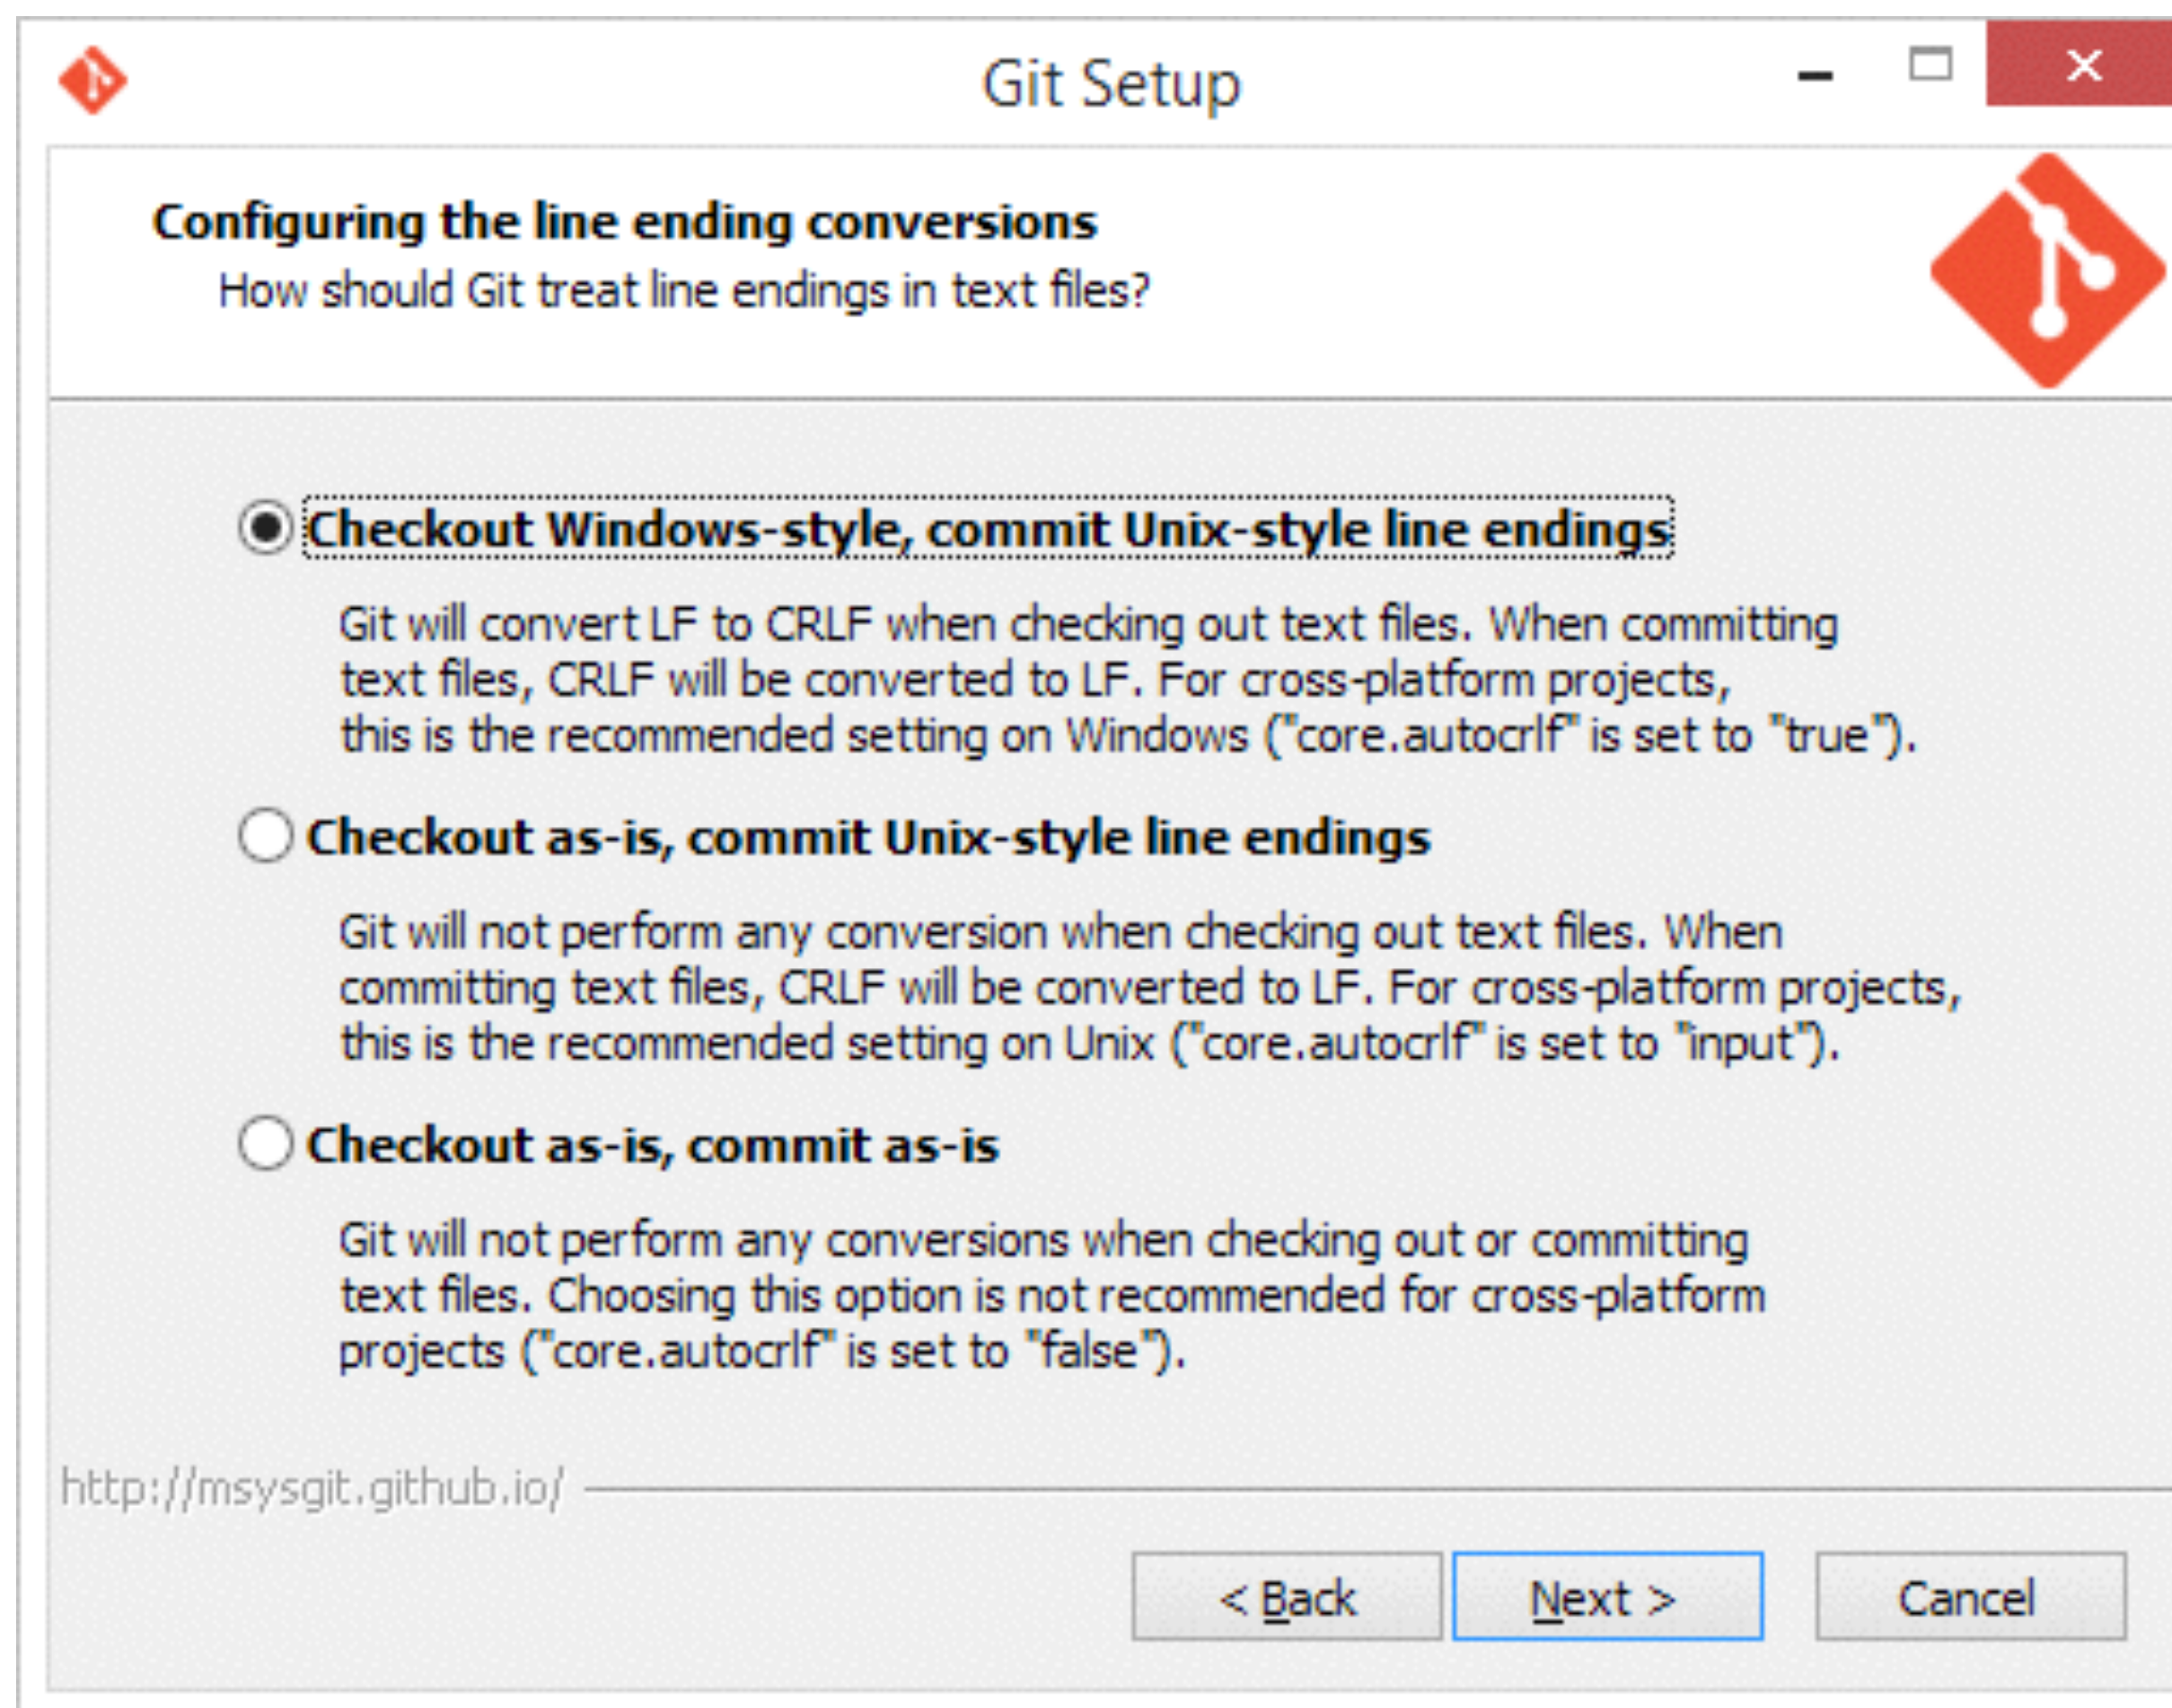 Git Setup
Configuring the line ending conversions
How should Git treat line endings in text files?
Checkout Windows-style, commit Unix-style line endings
Git will convert LF to CRLF when checking out text files. When committing
text files, CRLF will be converted to LF. For cross-platform projects,
this is the recommended setting on Windows ("core.autocrlf" is set to "true").
Checkout as-is, commit Unix-style line endings
Git will not perform any conversion when checking out text files. When
committing text files, CRLF will be converted to LF. For cross-platform projects,
this is the recommended setting on Unix ("core.autocrlf" is set to "input").
Checkout as-is, commit as-is
Git will not perform any conversions when checking out or committing
text files. Choosing this option is not recommended for cross-platform
projects ("core.autocrlf" is set to "false").
http://msysgit.github.io/
< Back Next > Cancel